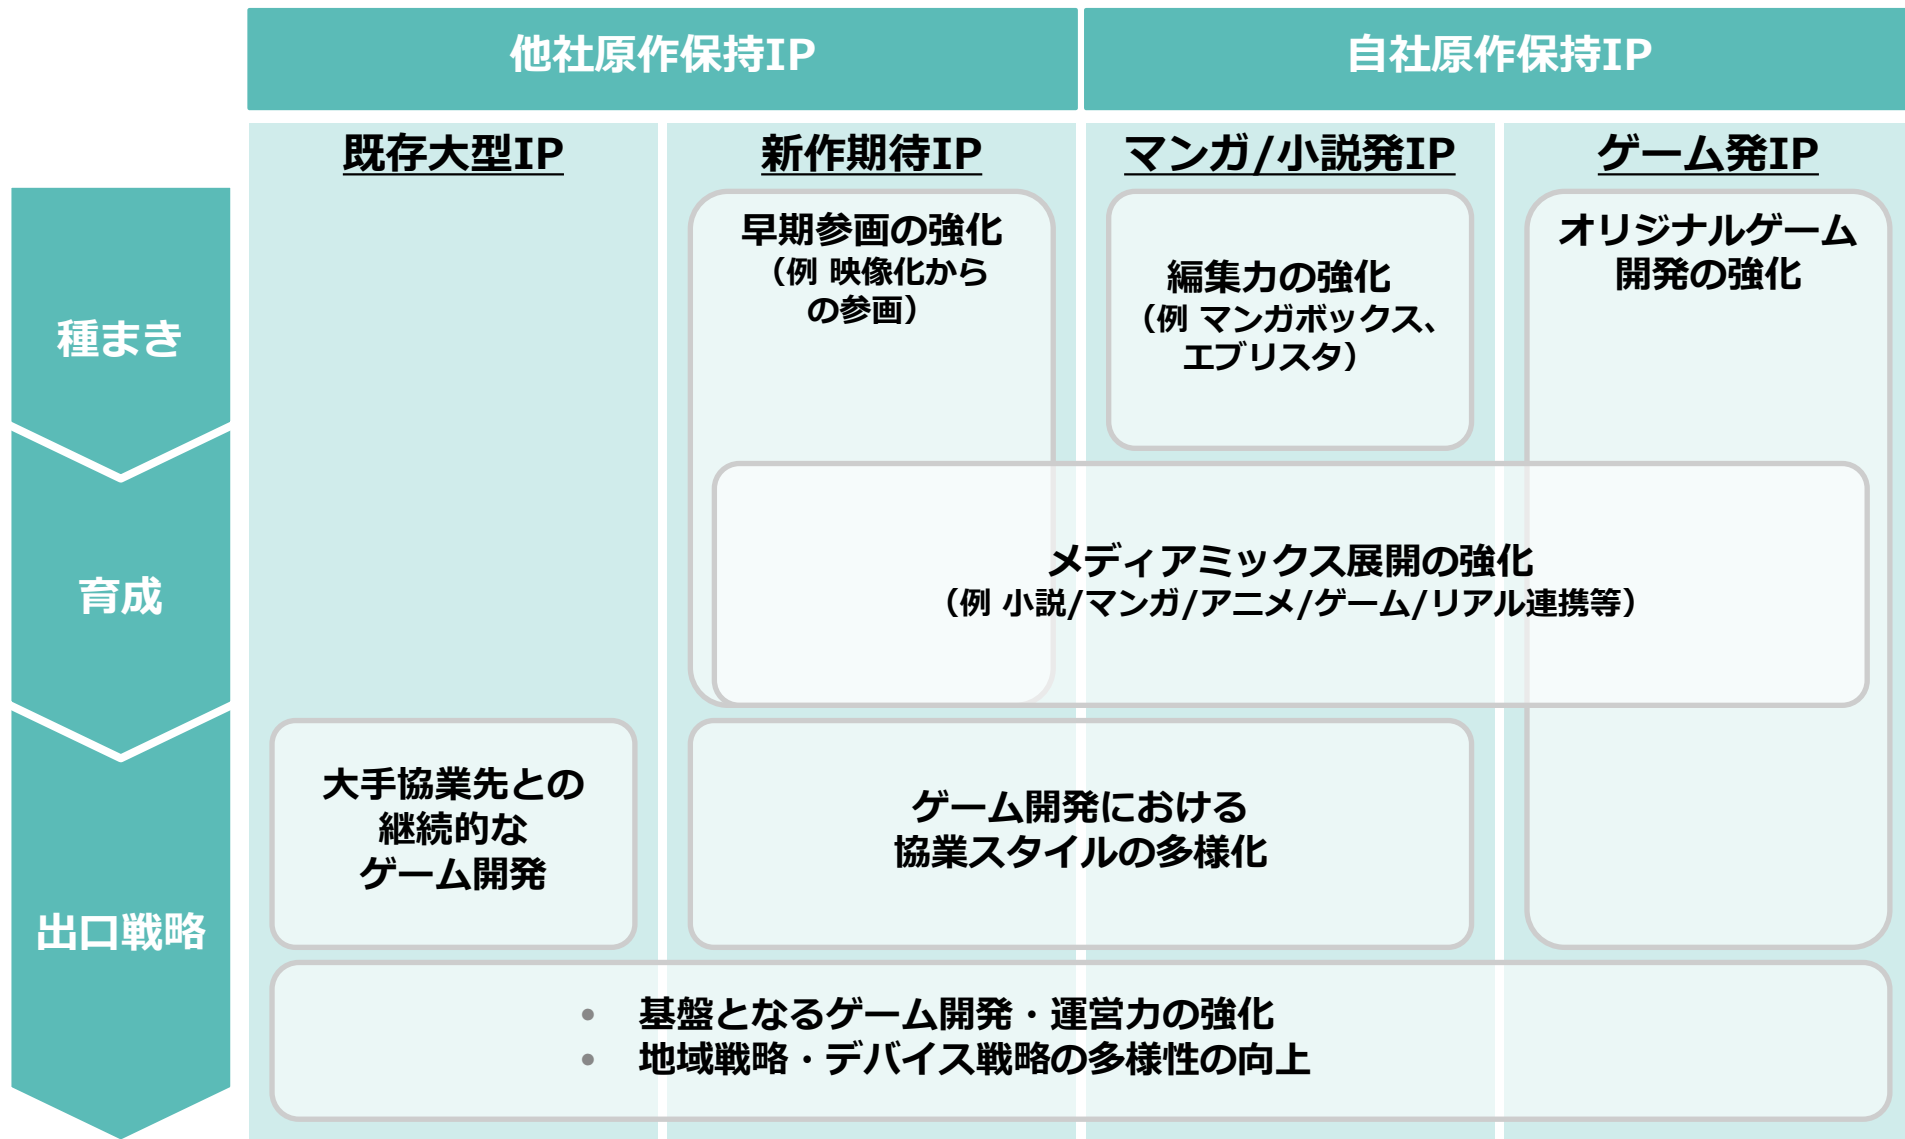 他社原作保持IP
自社原作保持IP
既存大型IP
新作期待IP
マンガ/小説発IP
ゲーム発IP
種まき
早期参画の強化
（例 映像化から
の参画）
編集力の強化
（例 マンガボックス、
エブリスタ）
オリジナルゲーム
開発の強化
育成
メディアミックス展開の強化
（例 小説/マンガ/アニメ/ゲーム/リアル連携等）
出口戦略
大手協業先との
継続的な
ゲーム開発
ゲーム開発における
協業スタイルの多様化
• 基盤となるゲーム開発・運営力の強化
• 地域戦略・デバイス戦略の多様性の向上